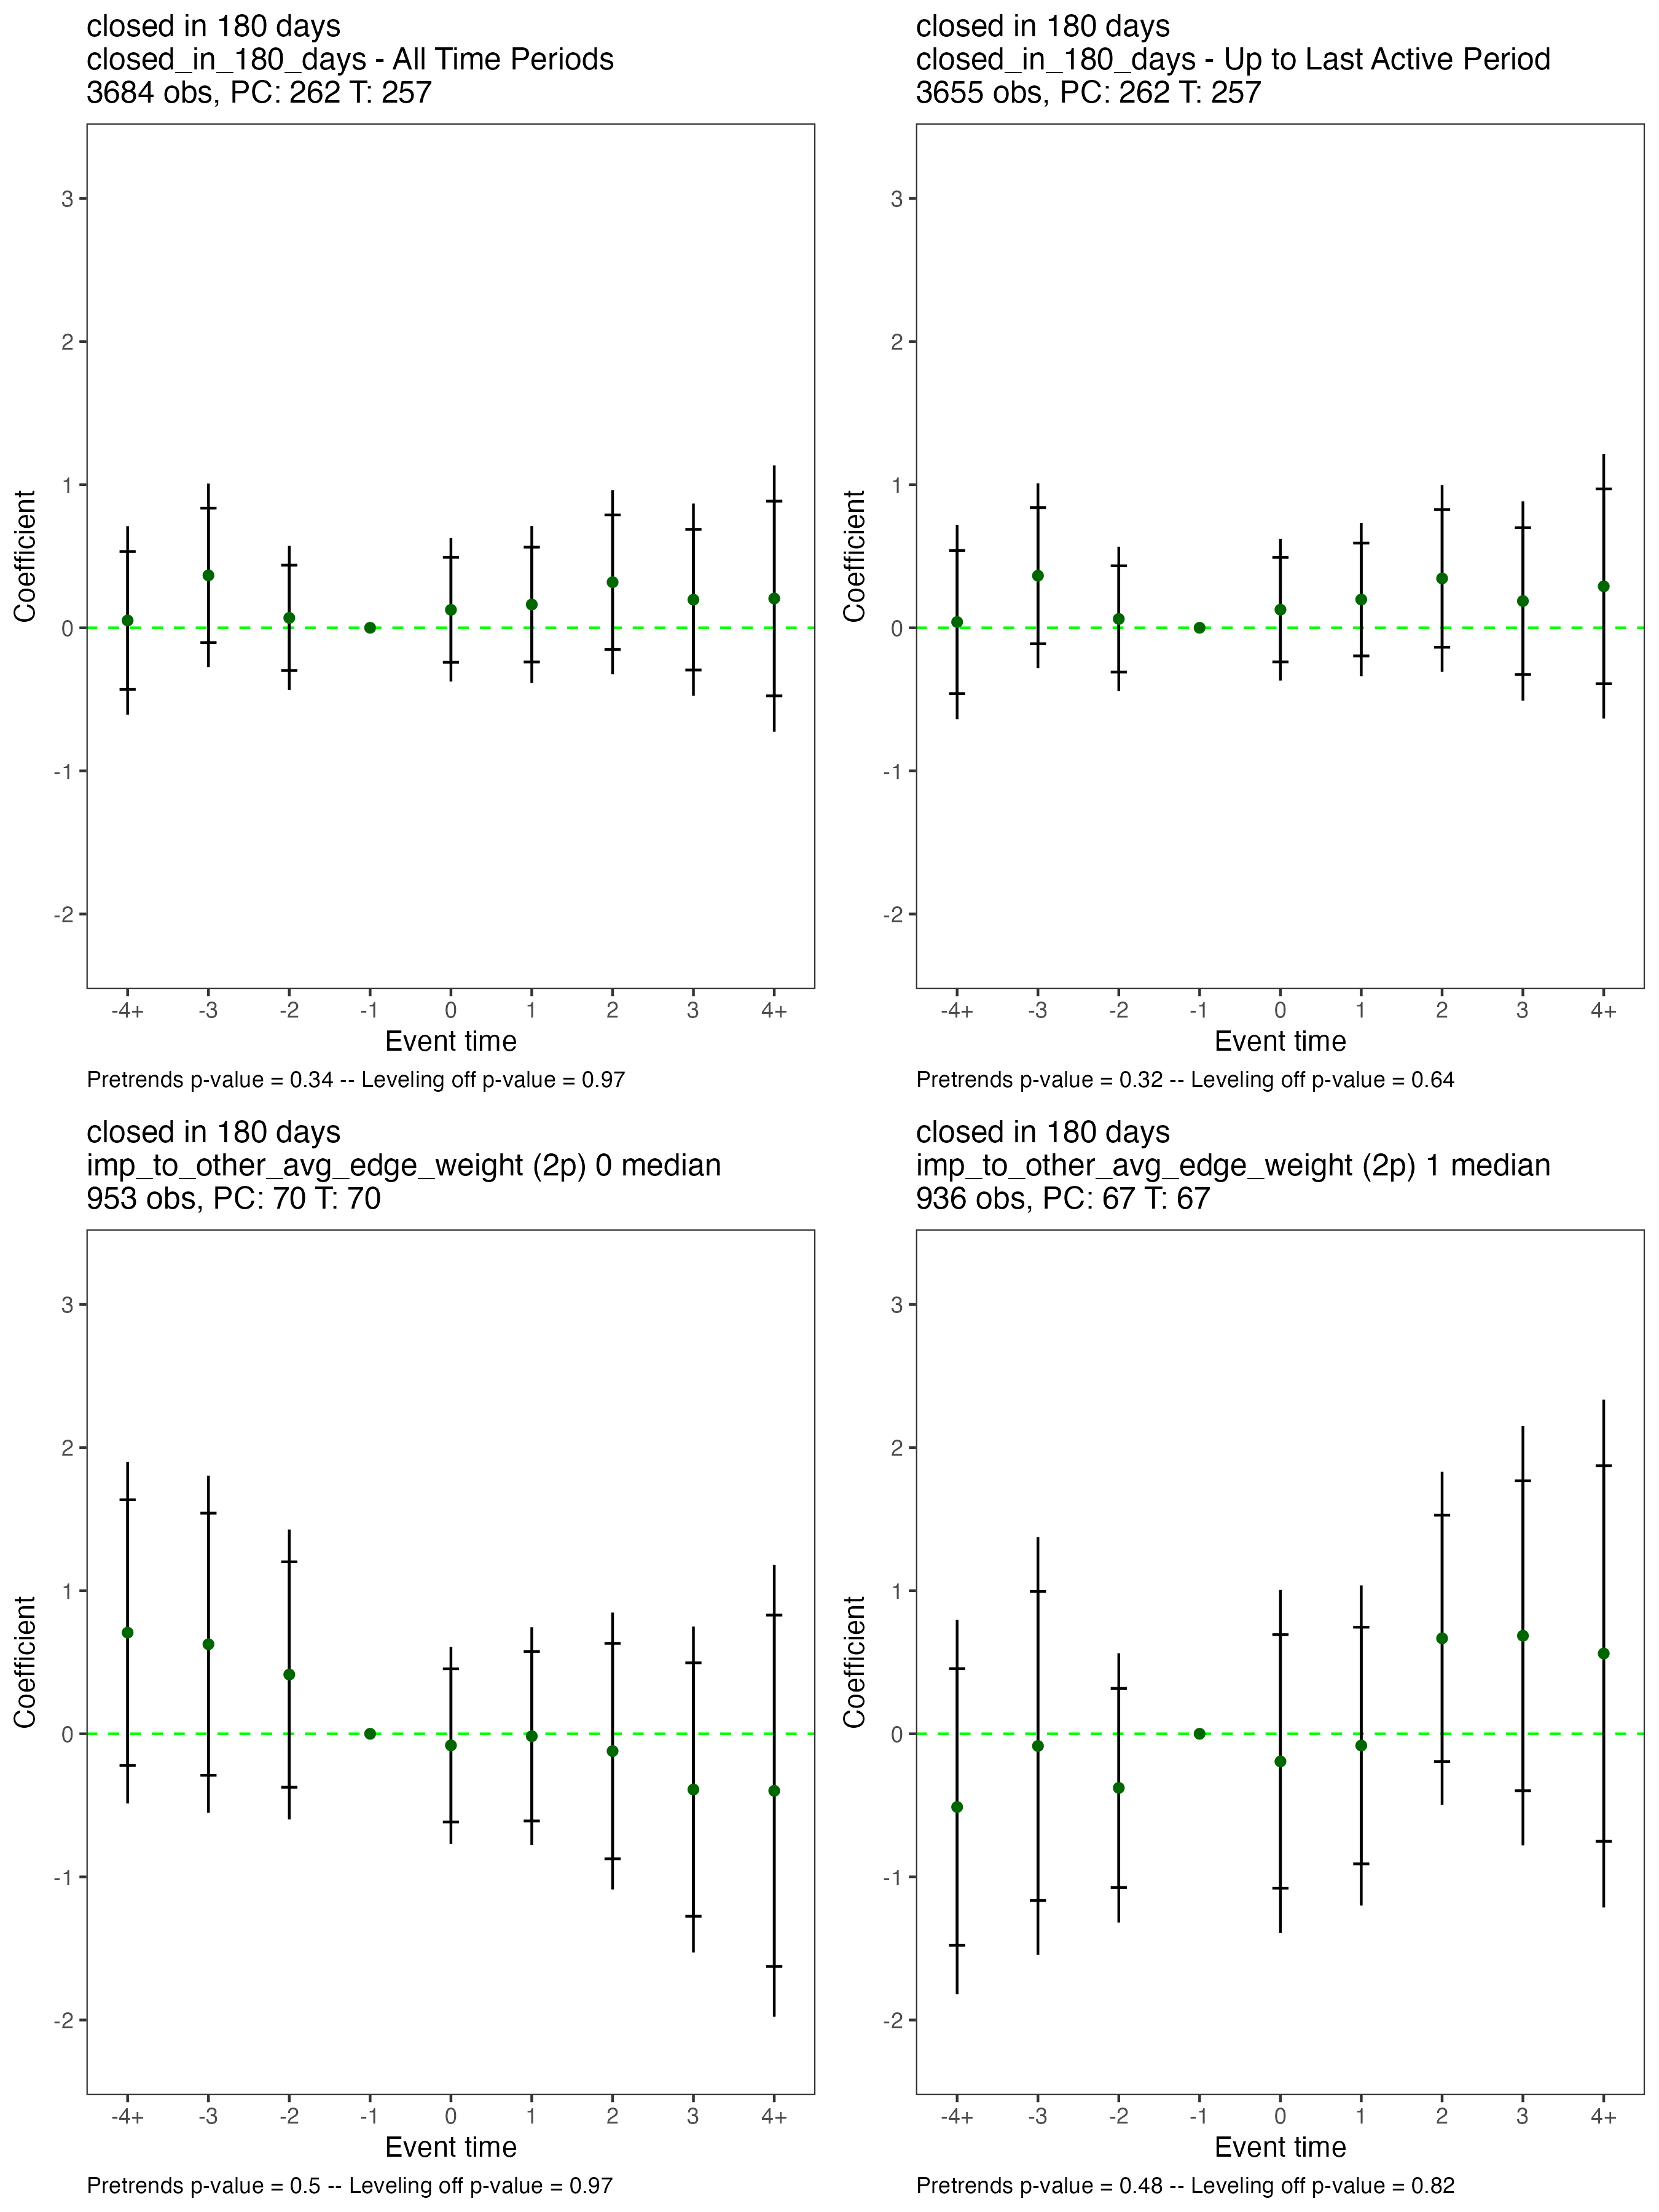 closed in 180 days
closed_in_180_days - All Time Periods
3684 obs, PC: 262 T: 257
3
2
1
0
-1
-2
Coefficient
-4+ -3 -2 -1 0 1 2 3 4+
Event time
Pretrends p-value = 0.34 -- Leveling off p-value = 0.97
closed in 180 days
closed_in_180_days - Up to Last Active Period
3655 obs, PC: 262 T: 257
3
2
1
0
-1
-2
Coefficient
-4+ -3 -2 -1 0 1 2 3 4+
Event time
Pretrends p-value = 0.32 -- Leveling off p-value = 0.64
closed in 180 days
imp_to_other_avg_edge_weight (2p) 0 median
953 obs, PC: 70 T: 70
3
2
1
0
-1
-2
Coefficient
-4+ -3 -2 -1 0 1 2 3 4+
Event time
Pretrends p-value = 0.5 -- Leveling off p-value = 0.97
closed in 180 days
imp_to_other_avg_edge_weight (2p) 1 median
936 obs, PC: 67 T: 67
3
2
1
0
-1
-2
Coefficient
-4+ -3 -2 -1 0 1 2 3 4+
Event time
Pretrends p-value = 0.48 -- Leveling off p-value = 0.82